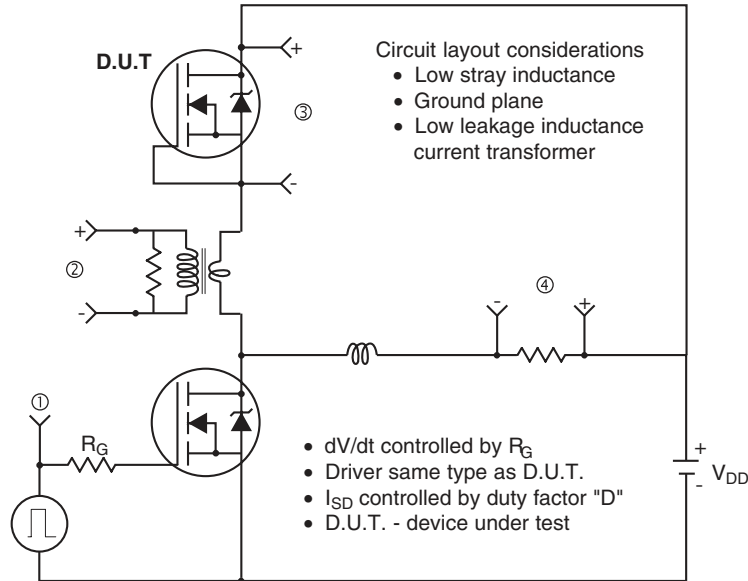 D.U.T
+
③
-
Circuit layout considerations
• Low stray inductance
• Ground plane
• Low leakage inductance
current transformer
+
②
-
④
- +
①
R_G
• dV/dt controlled by R_G
• Driver same type as D.U.T.
• I_SD controlled by duty factor "D"
• D.U.T. - device under test
+
V_DD
-